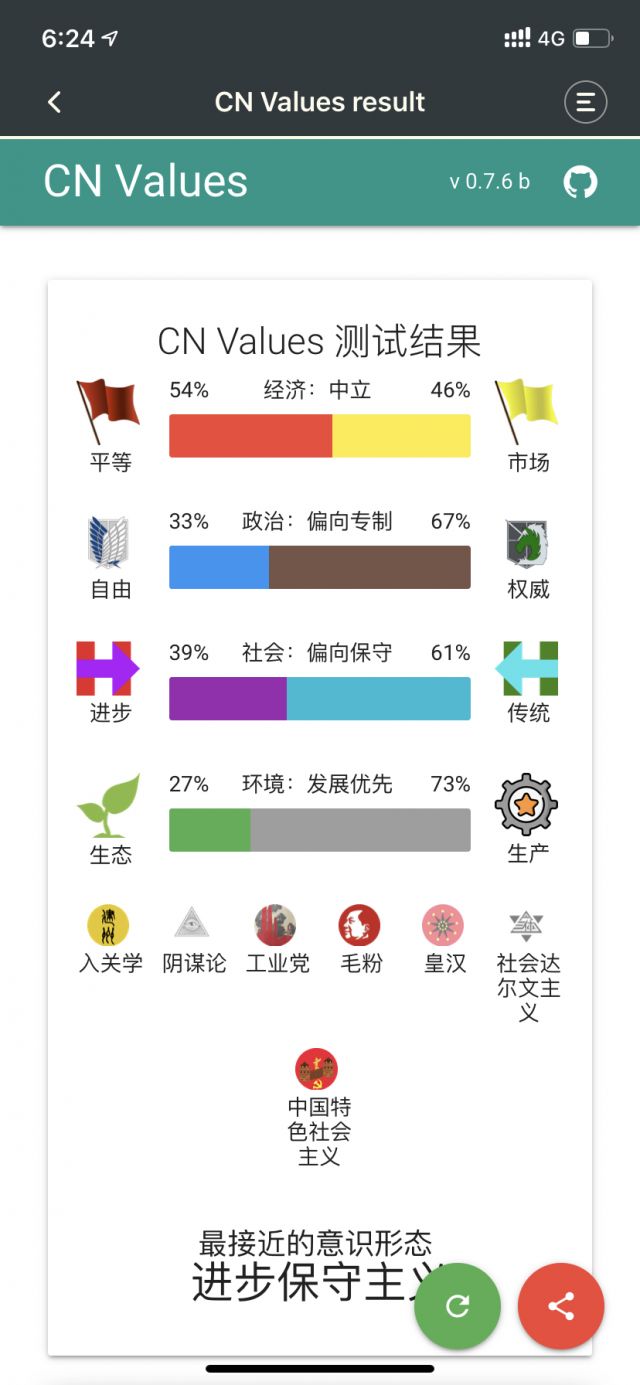 6:24
4G
CN Values result
CN Values
v 0.7.6 b
CN Values 测试结果
54% 经济：中立 46%
平等 市场
33% 政治：偏向专制 67%
自由 权威
39% 社会：偏向保守 61%
进步 传统
27% 环境：发展优先 73%
生态 生产
入关学 阴谋论 工业党 毛粉 皇汉 社会达
尔文主
义
中国特
色社会
主义
最接近的意识形态
进步保守主义